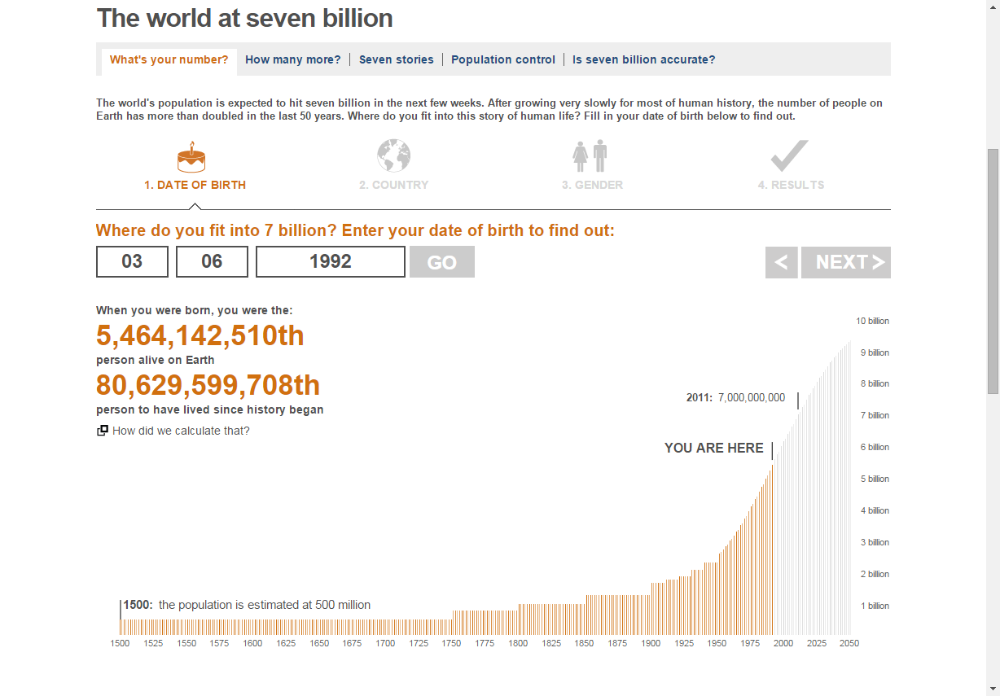 The world at seven billion
What's your number? How many more? Seven stories Population control Is seven billion accurate?
The world's population is expected to hit seven billion in the next few weeks. After growing very slowly for most of human history, the number of people on
Earth has more than doubled in the last 50 years. Where do you fit into this story of human life? Fill in your date of birth below to find out.
1. DATE OF BIRTH 2. COUNTRY 3. GENDER 4. RESULTS
Where do you fit into 7 billion? Enter your date of birth to find out:
03 06 1992 GO < NEXT >
When you were born, you were the:
5,464,142,510th
person alive on Earth
80,629,599,708th
person to have lived since history began
How did we calculate that?
10 billion
9 billion
8 billion
2011: 7,000,000,000
7 billion
YOU ARE HERE
6 billion
5 billion
4 billion
3 billion
2 billion
1500: the population is estimated at 500 million
1 billion
1500 1525 1550 1575 1600 1625 1650 1675 1700 1725 1750 1775 1800 1825 1850 1875 1900 1925 1950 1975 2000 2025 2050